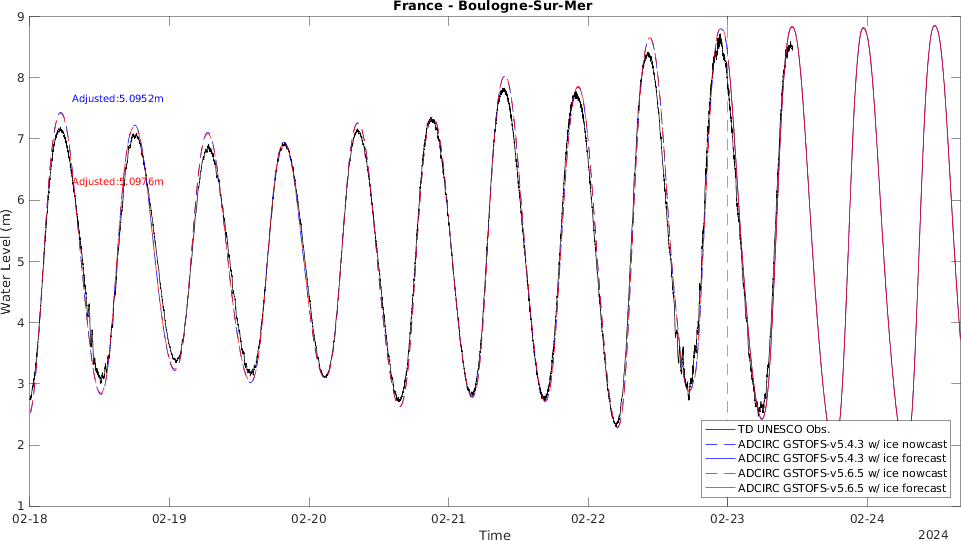 France - Boulogne-Sur-Mer
Water Level (m)
9
8
7
6
5
4
3
2
1
Adjusted:5.0952m
Adjusted:5.0976m
TD UNESCO Obs.
ADCIRC GSTOFS-v5.4.3 w/ ice nowcast
ADCIRC GSTOFS-v5.4.3 w/ ice forecast
ADCIRC GSTOFS-v5.6.5 w/ ice nowcast
ADCIRC GSTOFS-v5.6.5 w/ ice forecast
02-18 02-19 02-20 02-21 02-22 02-23 02-24
Time
2024